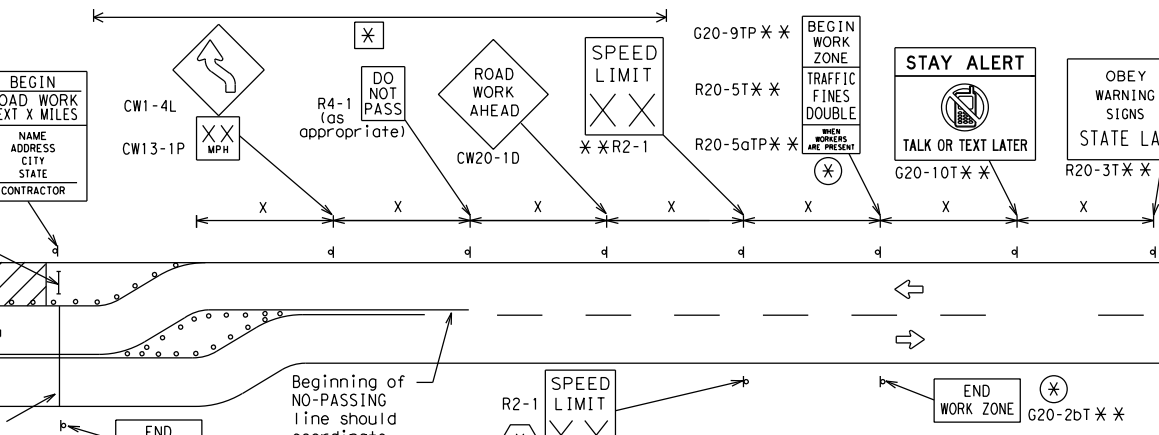 BEGIN
ROAD WORK
NEXT X MILES
NAME
ADDRESS
CITY
STATE
CONTRACTOR
CW1-4L
CW13-1P
XX
MPH
*
R4-1
(as
appropriate)
DO
NOT
PASS
ROAD
WORK
AHEAD
CW20-1D
SPEED
LIMIT
X X
* * R2-1
G20-9TP * *
R20-5T * *
R20-5aTP * *
BEGIN
WORK
ZONE
TRAFFIC
FINES
DOUBLE
WHEN
WORKERS
ARE PRESENT
*
STAY ALERT
TALK OR TEXT LATER
G20-10T * *
OBEY
WARNING
SIGNS
STATE LA
R20-3T * *
X X X X X X X
Beginning of
NO-PASSING
line should
coordinate
R2-1
SPEED
LIMIT
X X
END
WORK ZONE
*
G20-2bT * *
END